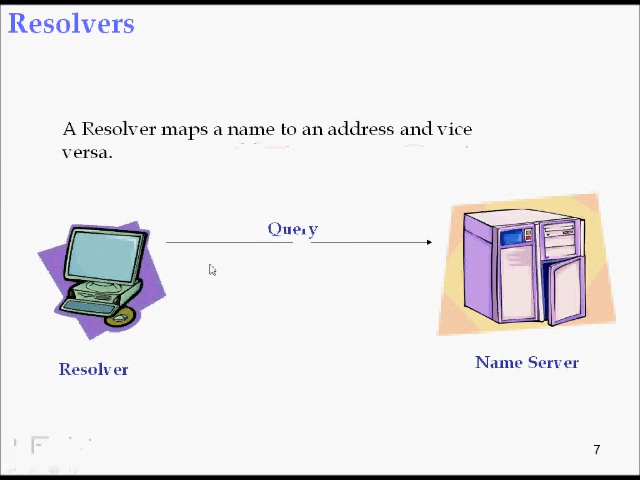 Resolvers
A Resolver maps a name to an address and vice
versa.
Query
Resolver
Name Server
7